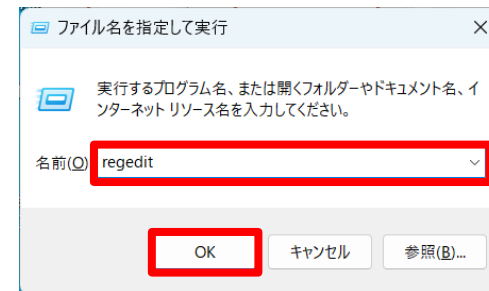 ファイル名を指定して実行
実行するプログラム名、または開くフォルダーやドキュメント名、イ
ンターネット リソース名を入力してください。
名前(O) regedit
OK キャンセル 参照(B)...